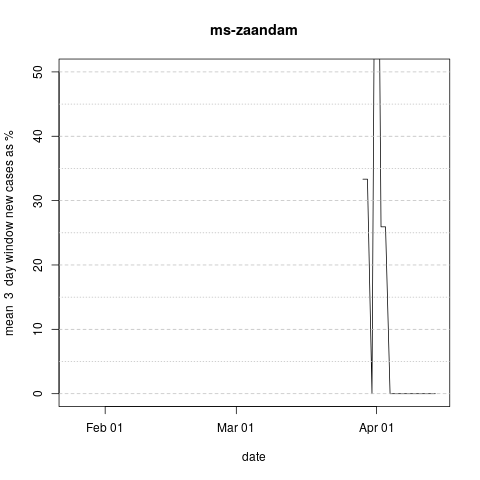 ms-zaandam
mean 3 day window new cases as %
50
40
30
20
10
0
Feb 01
Mar 01
Apr 01
date